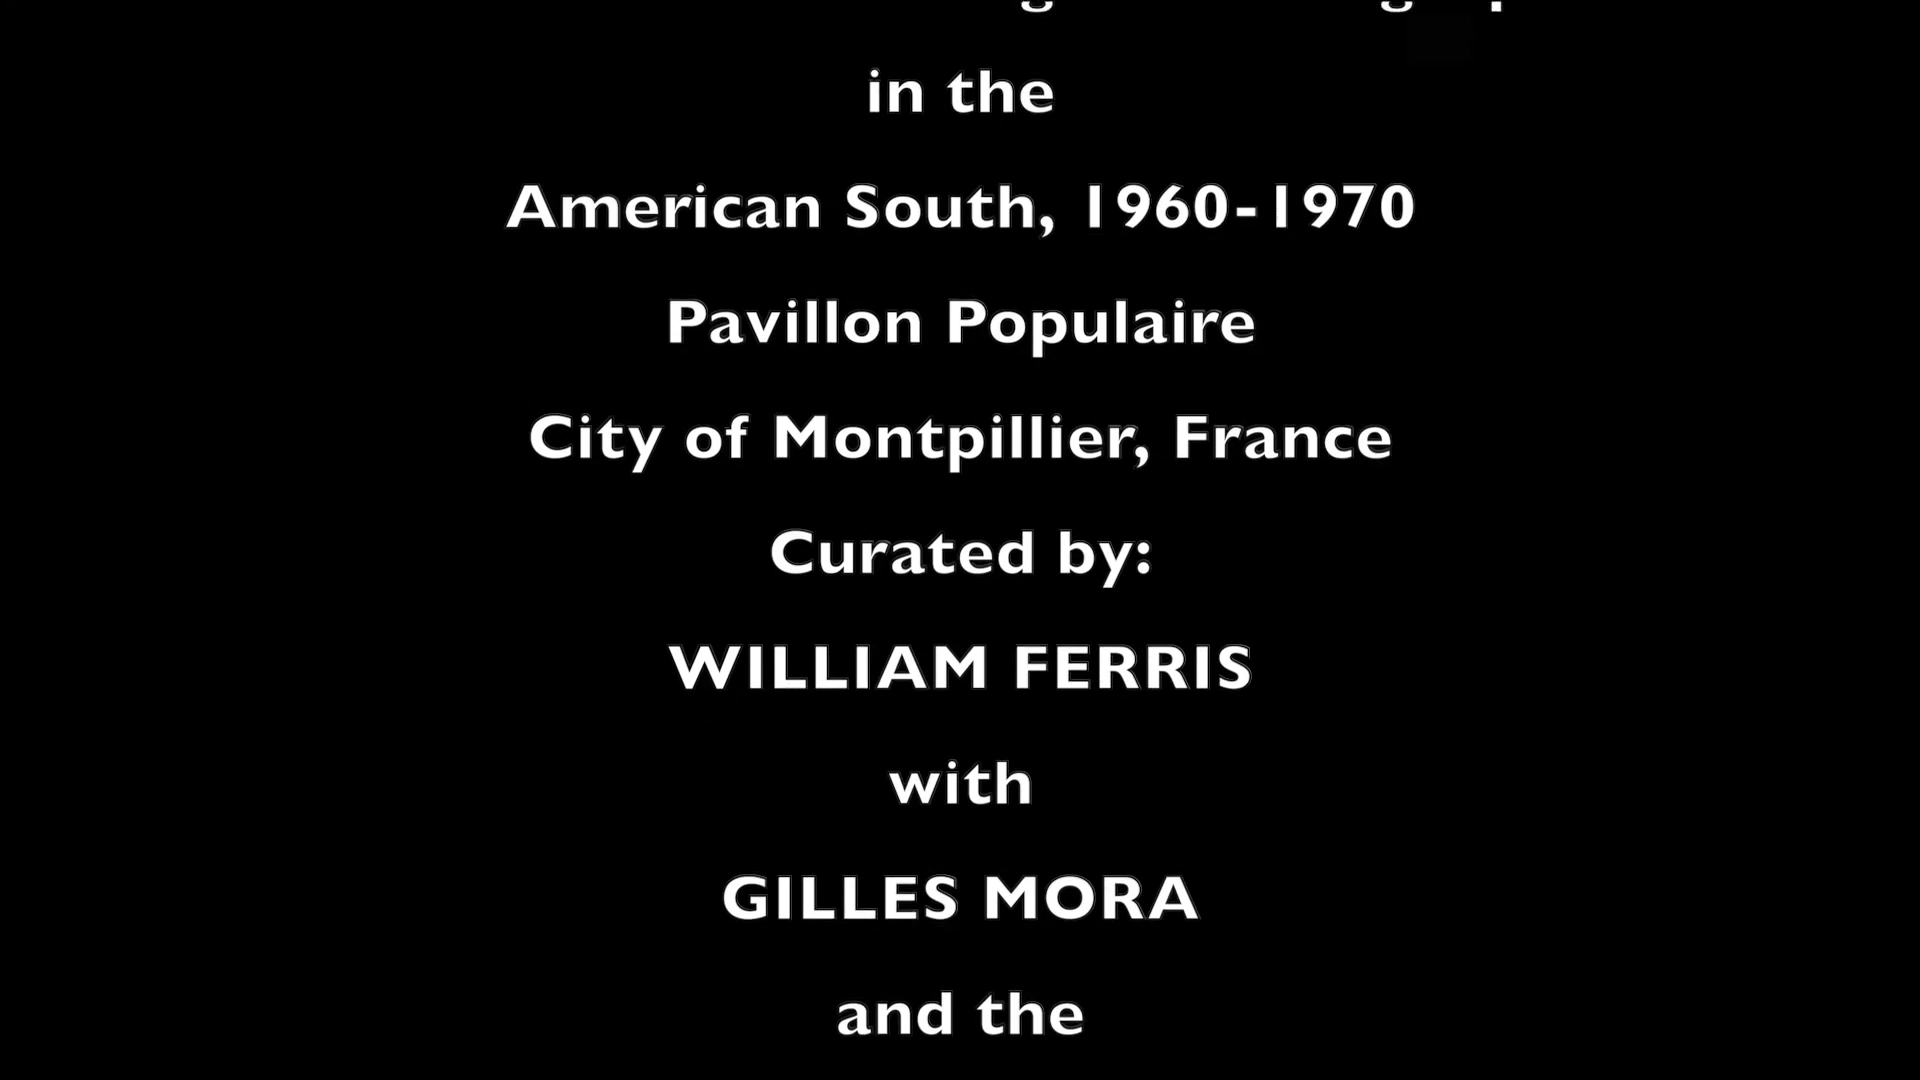 in the
American South, 1960-1970
Pavillon Populaire
City of Montpillier, France
Curated by:
WILLIAM FERRIS
with
GILLES MORA
and the